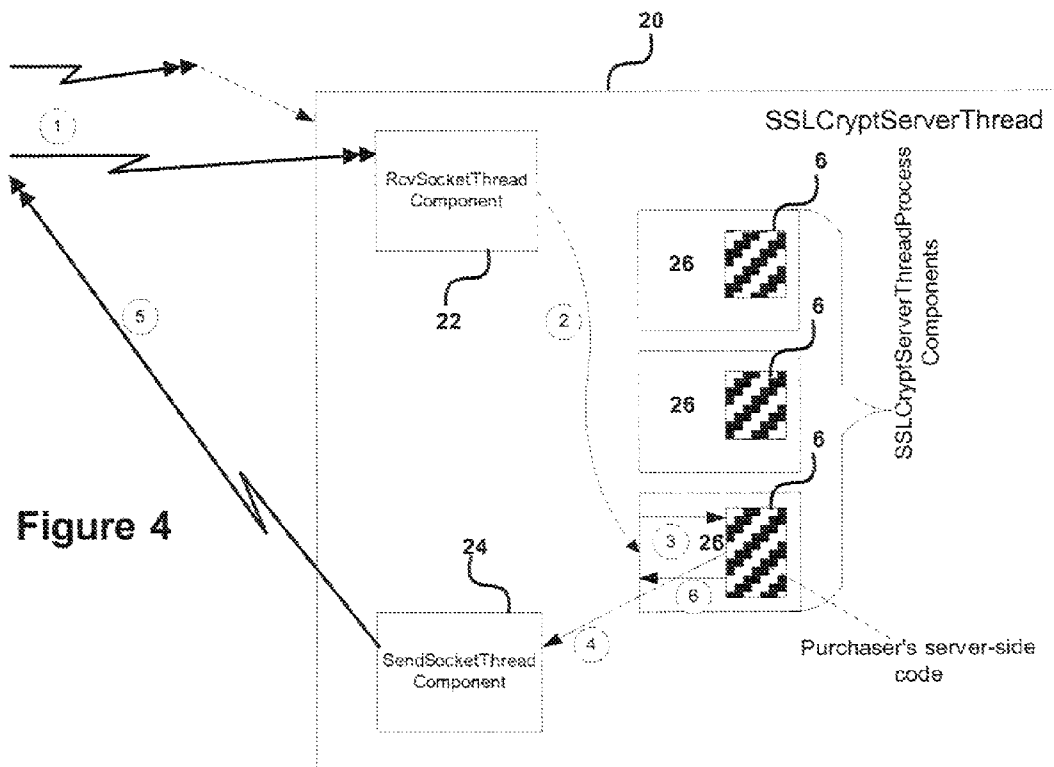 20
SSLCryptServerThread
1
RcvSocketThread
Component
22
2
6
26
6
26
6
3
26
6
SSLCryptServerThreadProcess
Components
5
Figure 4
24
4
SendSocketThread
Component
Purchaser's server-side
code